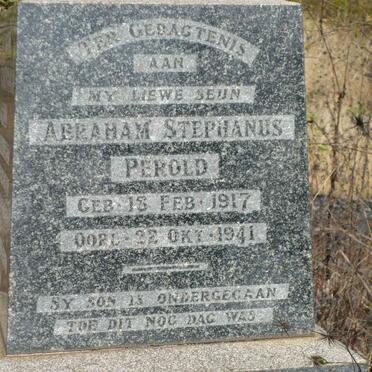 TER GEDAGTENIS
AAN
MY LIEWE SEUN
ABRAHAM STEPHANUS
PEROLD
GEB. 13 FEB. 1917
OORL. 22 OKT. 1941
SY SON IS ONDERGEGAAN
TOE DIT NOG DAG WAS